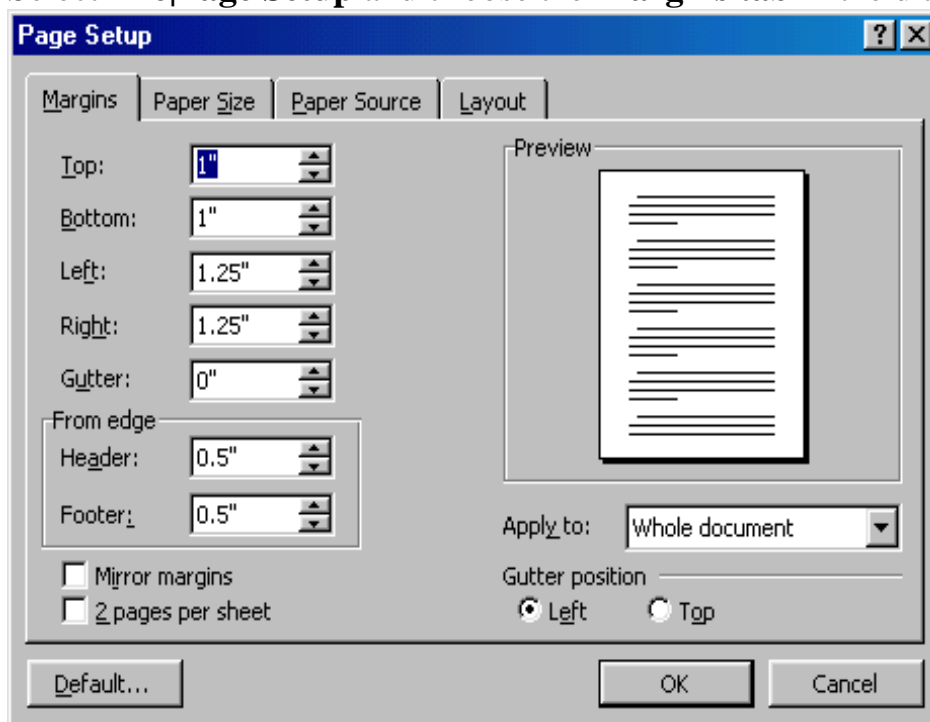 Page Setup
Margins
Paper Size
Paper Source
Layout
Top: 1"
Bottom: 1"
Left: 1.25"
Right: 1.25"
Gutter: 0"
From edge
Header: 0.5"
Footer: 0.5"
Mirror margins
2 pages per sheet
Preview
Apply to: Whole document
Gutter position
Left Top
Default... OK Cancel